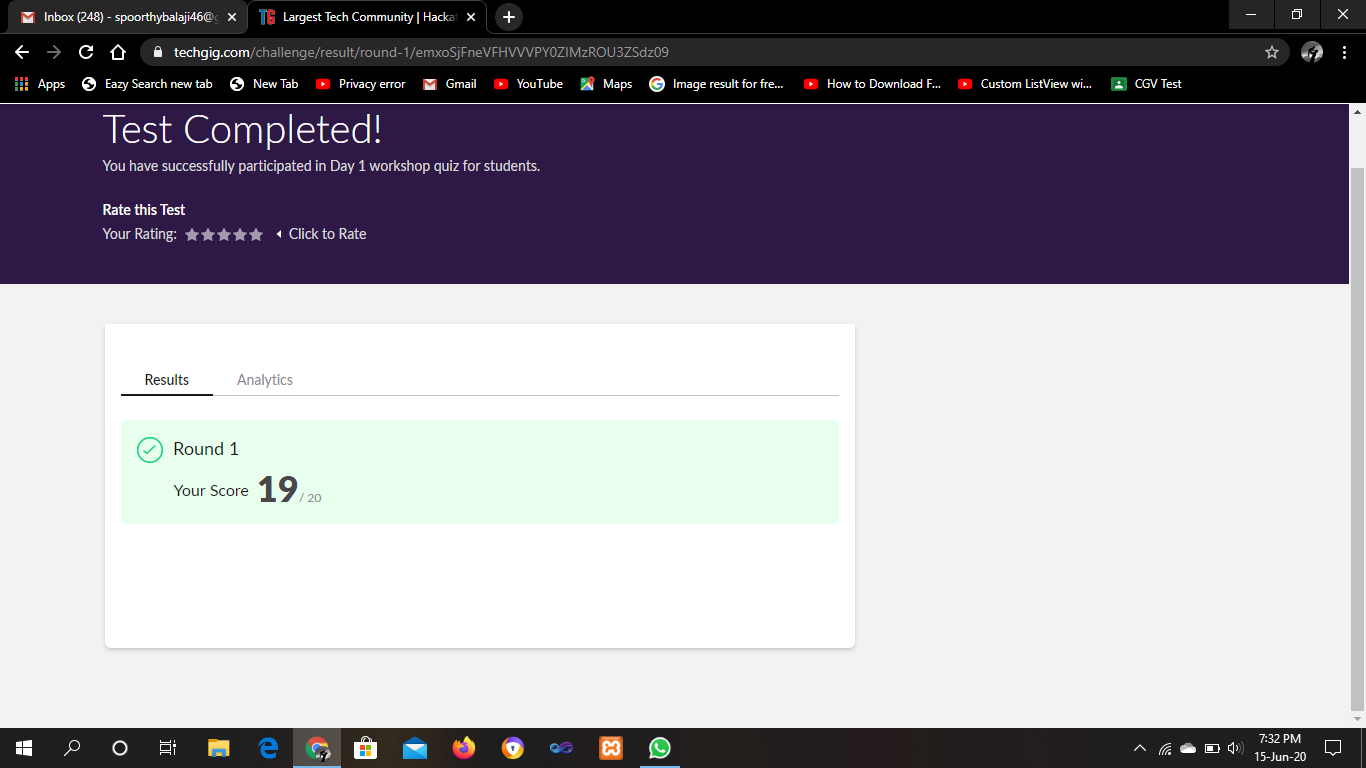 Inbox (248) - spoorthybalaji46@g
Largest Tech Community | Hacka
techgig.com/challenge/result/round-1/emxoSjFneVFHVVVPY0ZIMzROU3ZSdz09
Apps Eazy Search new tab New Tab Privacy error Gmail YouTube Maps Image result for fre... How to Download F... Custom ListView wi... CGV Test
Test Completed!
You have successfully participated in Day 1 workshop quiz for students.
Rate this Test
Your Rating: Click to Rate
Results Analytics
Round 1
Your Score 19 / 20
7:32 PM
15-Jun-20